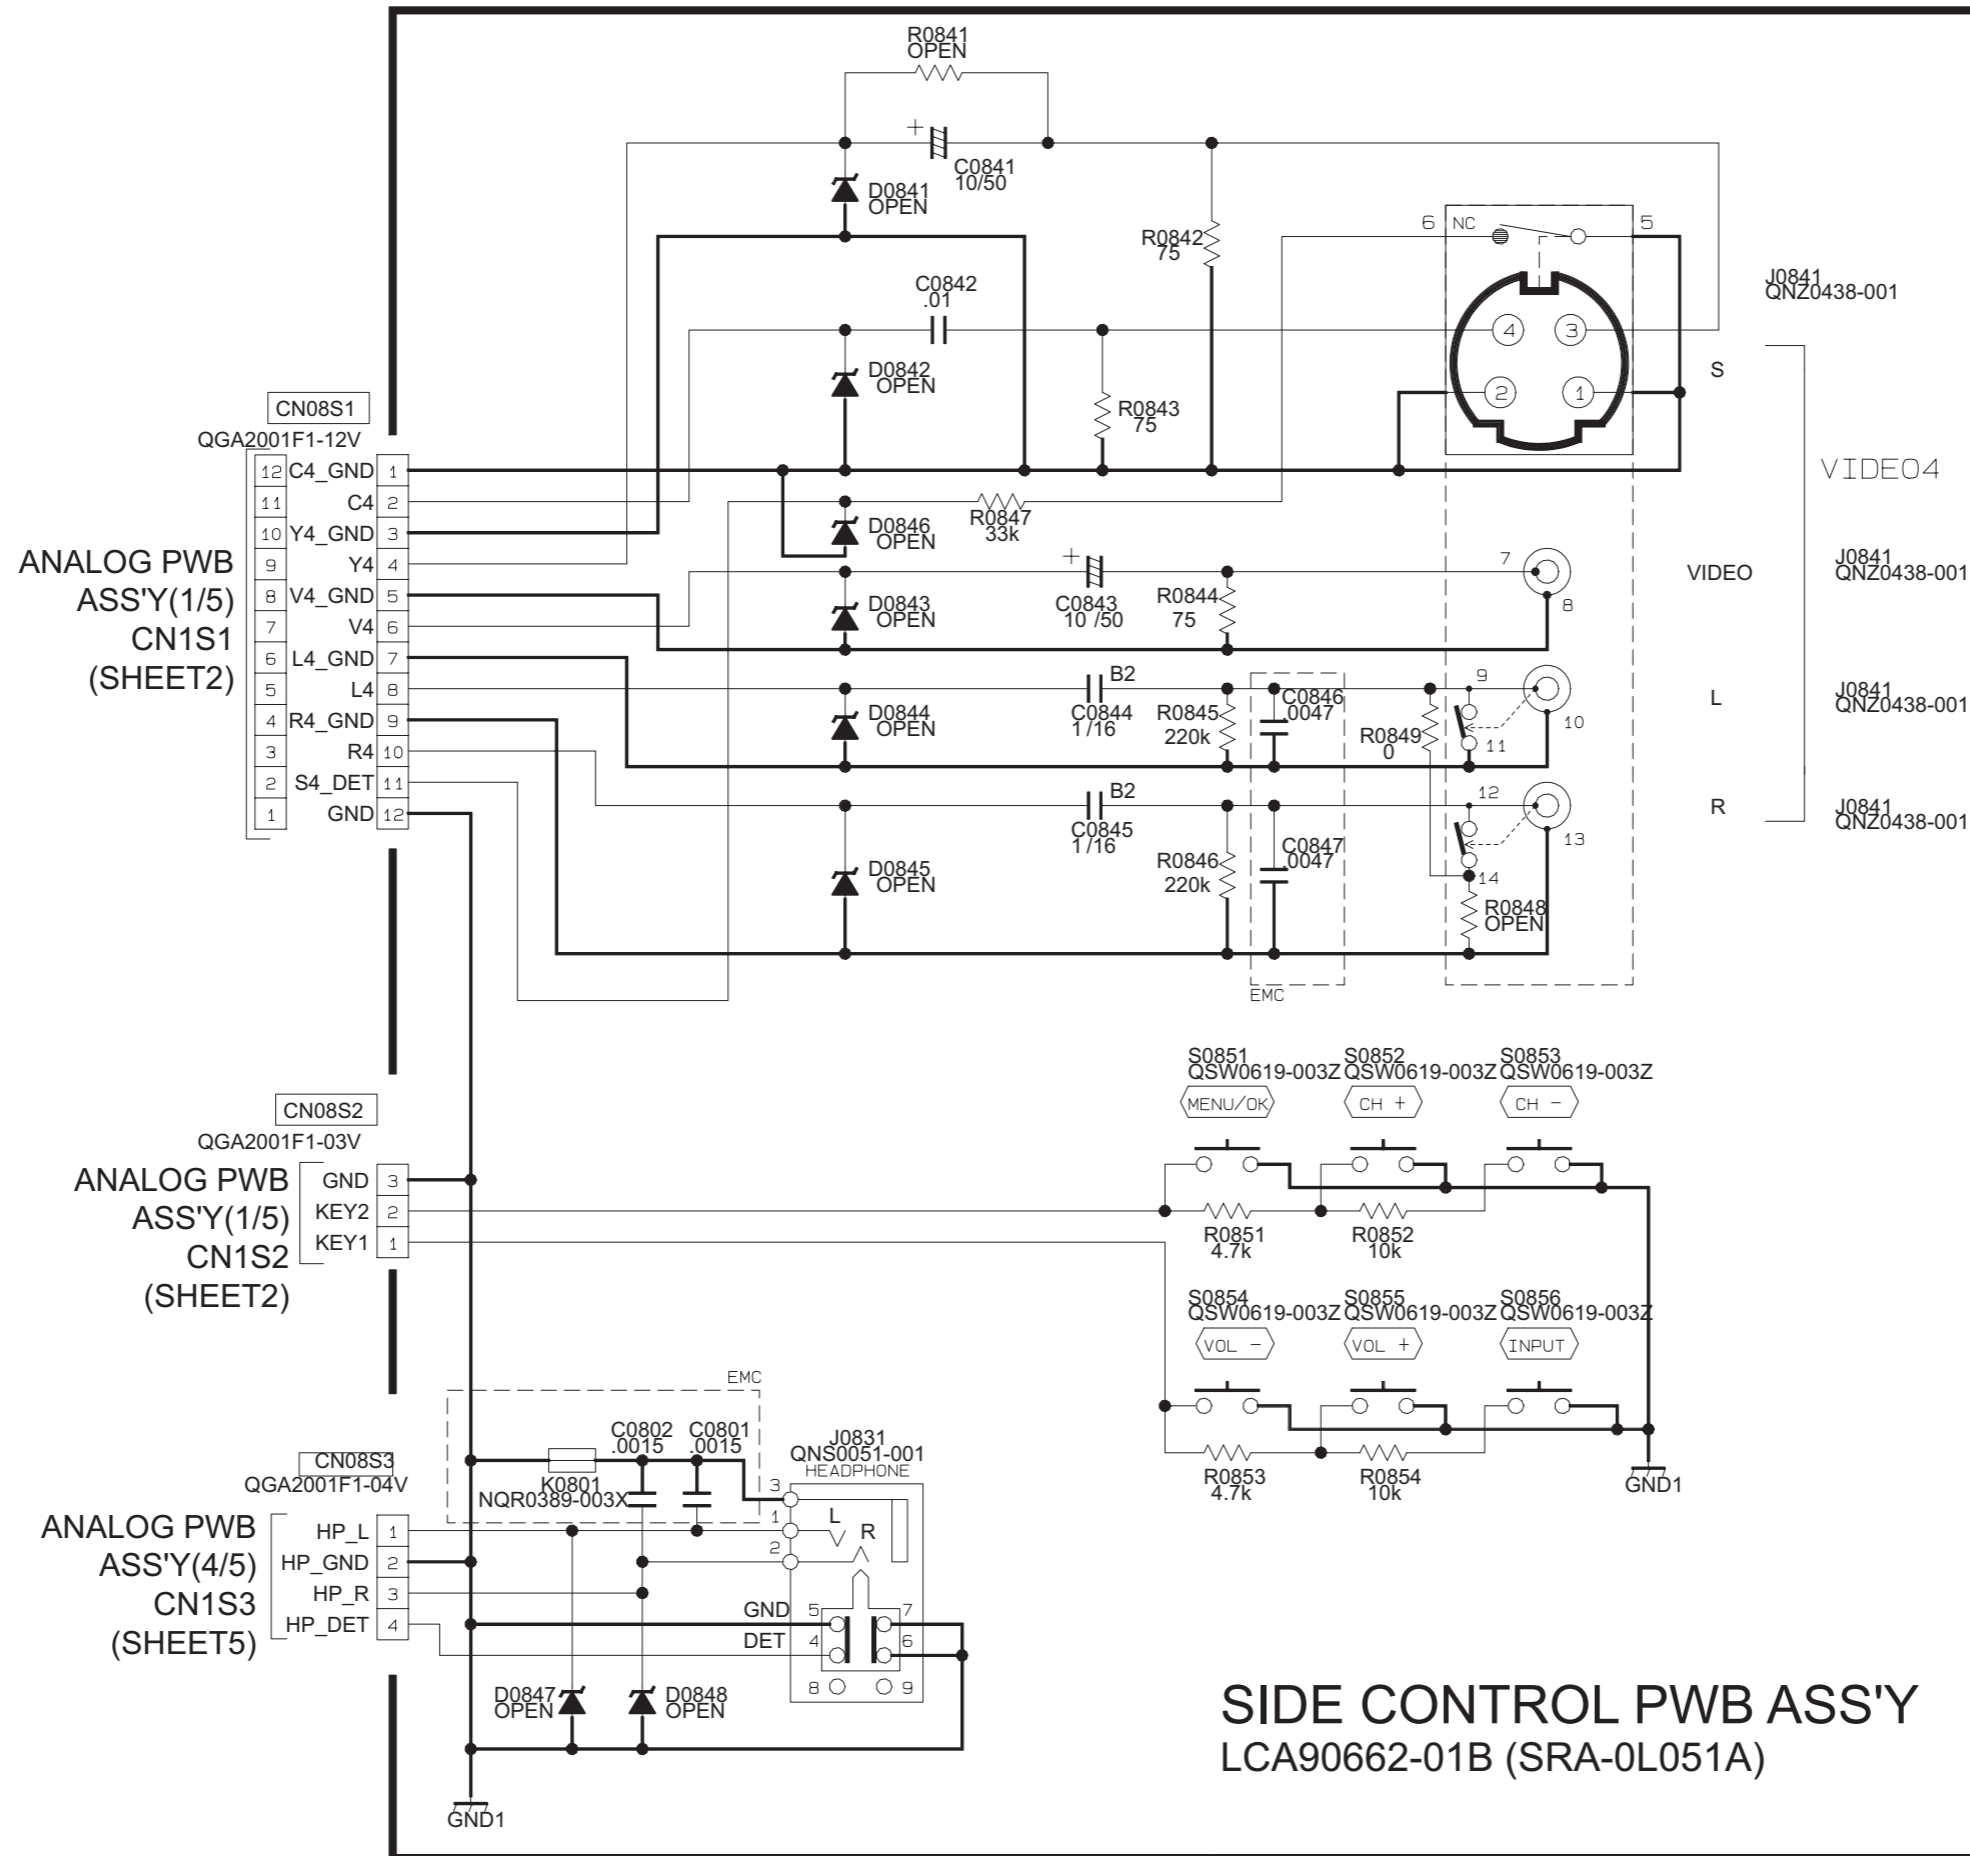 R0841
OPEN
+
C0841
10/50
D0841
OPEN
R0842
75
6
NC
5
J0841
QNZ0438-001
C0842
.01
4
3
D0842
OPEN
S
R0843
75
2
1
CN08S1
QGA2001F1-12V
VIDEO4
12 C4_GND 1
11 C4 2
10 Y4_GND 3
9 Y4 4
8 V4_GND 5
7 V4 6
6 L4_GND 7
5 L4 8
4 R4_GND 9
3 R4 10
2 S4_DET 11
1 GND 12
ANALOG PWB
ASS'Y(1/5)
CN1S1
(SHEET2)
D0846
OPEN
R0847
33k
+
C0843
10 /50
D0843
OPEN
R0844
75
7
8
VIDEO
J0841
QNZ0438-001
B2
C0844
1/16
D0844
OPEN
R0845
220k
C0846
.0047
R0849
0
9
10
11
L
J0841
QNZ0438-001
B2
C0845
1/16
D0845
OPEN
R0846
220k
C0847
.0047
12
13
14
R0848
OPEN
R
J0841
QNZ0438-001
EMC
S0851
QSW0619-003Z
MENU/OK
S0852
QSW0619-003Z
CH +
S0853
QSW0619-003Z
CH -
CN08S2
QGA2001F1-03V
ANALOG PWB
ASS'Y(1/5)
CN1S2
(SHEET2)
GND 3
KEY2 2
KEY1 1
R0851
4.7k
R0852
10k
S0854
QSW0619-003Z
VOL -
S0855
QSW0619-003Z
VOL +
S0856
QSW0619-003Z
INPUT
R0853
4.7k
R0854
10k
GND1
EMC
C0802
.0015
C0801
.0015
J0831
QNS0051-001
HEADPHONE
CN08S3
QGA2001F1-04V
K0801
NQR0389-003X
3
1
L
R
2
ANALOG PWB
ASS'Y(4/5)
CN1S3
(SHEET5)
HP_L 1
HP_GND 2
HP_R 3
HP_DET 4
GND 5 7
DET 4 6
8 9
D0847
OPEN
D0848
OPEN
GND1
SIDE CONTROL PWB ASS'Y
LCA90662-01B (SRA-0L051A)